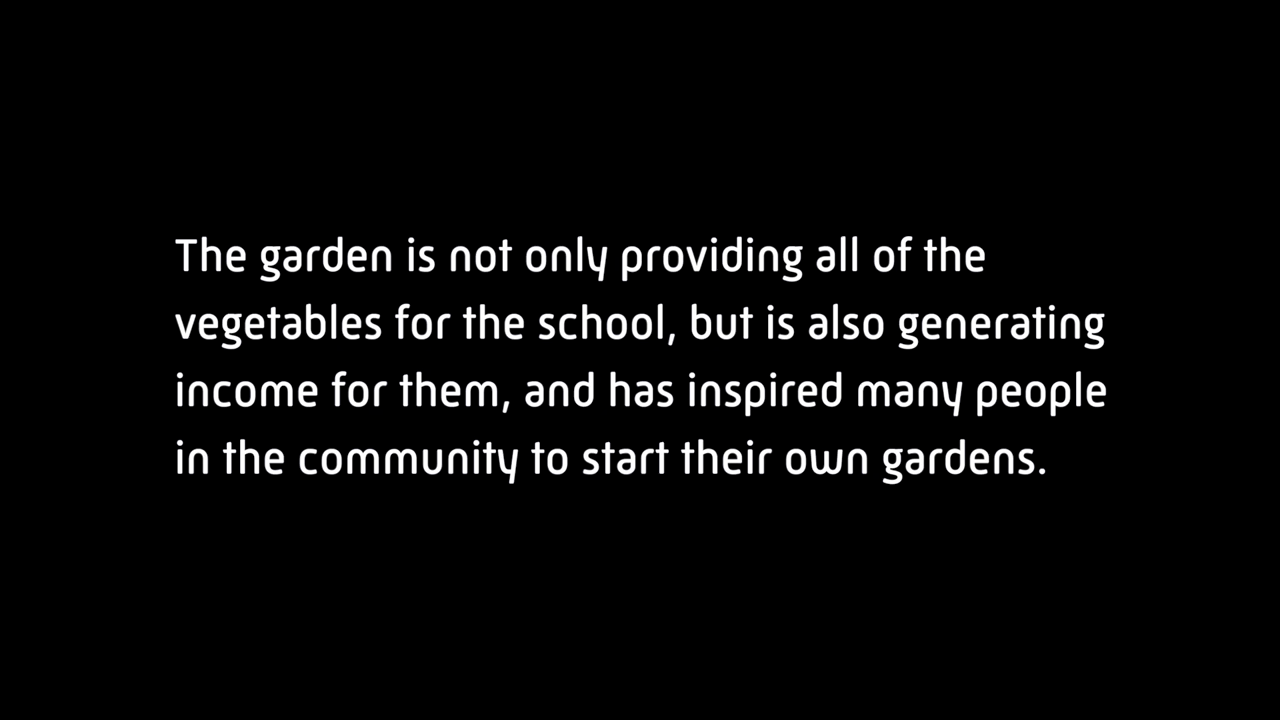 The garden is not only providing all of the
vegetables for the school, but is also generating
income for them, and has inspired many people
in the community to start their own gardens.